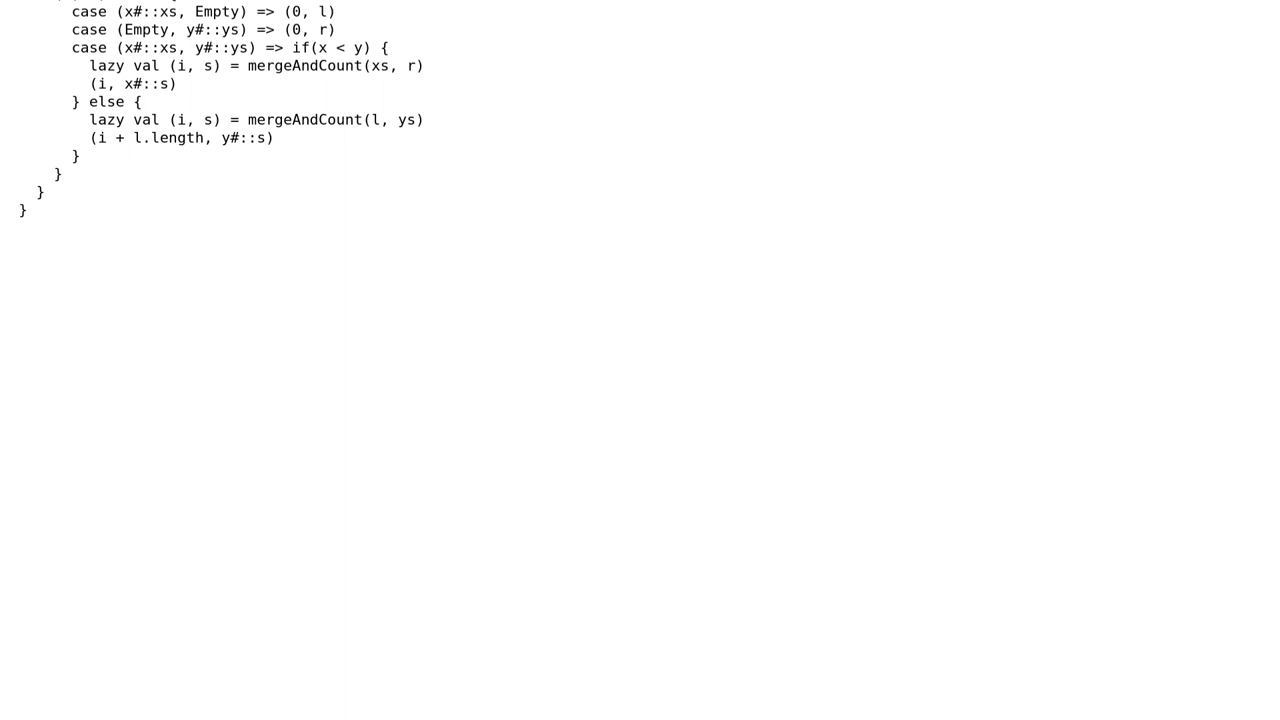 case (x#::xs, Empty) => (0, l)
case (Empty, y#::ys) => (0, r)
case (x#::xs, y#::ys) => if(x < y) {
lazy val (i, s) = mergeAndCount(xs, r)
(i, x#::s)
} else {
lazy val (i, s) = mergeAndCount(l, ys)
(i + l.length, y#::s)
}
}
}
}